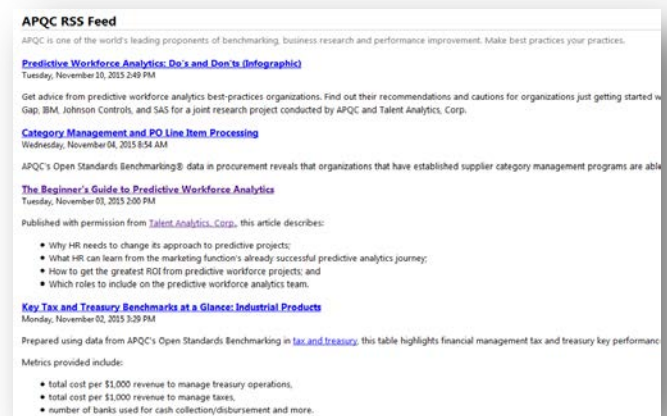 APQC RSS Feed
APQC is one of the world's leading proponents of benchmarking, business research and performance improvement. Make best practices your practices.
Predictive Workforce Analytics: Do's and Don'ts (Infographic)
Tuesday, November 10, 2015 2:49 PM
Get advice from predictive workforce analytics best-practices organizations. Find out their recommendations and cautions for organizations just getting started w
Gap, IBM, Johnson Controls, and SAS for a joint research project conducted by APQC and Talent Analytics, Corp.
Category Management and PO Line Item Processing
Wednesday, November 04, 2015 8:54 AM
APQC's Open Standards Benchmarking® data in procurement reveals that organizations that have established supplier category management programs are able
The Beginner's Guide to Predictive Workforce Analytics
Tuesday, November 03, 2015 2:00 PM
Published with permission from Talent Analytics, Corp., this article describes:
• Why HR needs to change its approach to predictive projects;
• What HR can learn from the marketing function's already successful predictive analytics journey;
• How to get the greatest ROI from predictive workforce projects; and
• Which roles to include on the predictive workforce analytics team.
Key Tax and Treasury Benchmarks at a Glance: Industrial Products
Monday, November 02, 2015 3:29 PM
Prepared using data from APQC's Open Standards Benchmarking in tax and treasury, this table highlights financial management tax and treasury key performanc
Metrics provided include:
• total cost per $1,000 revenue to manage treasury operations,
• total cost per $1,000 revenue to manage taxes,
• number of banks used for cash collection/disbursement and more.